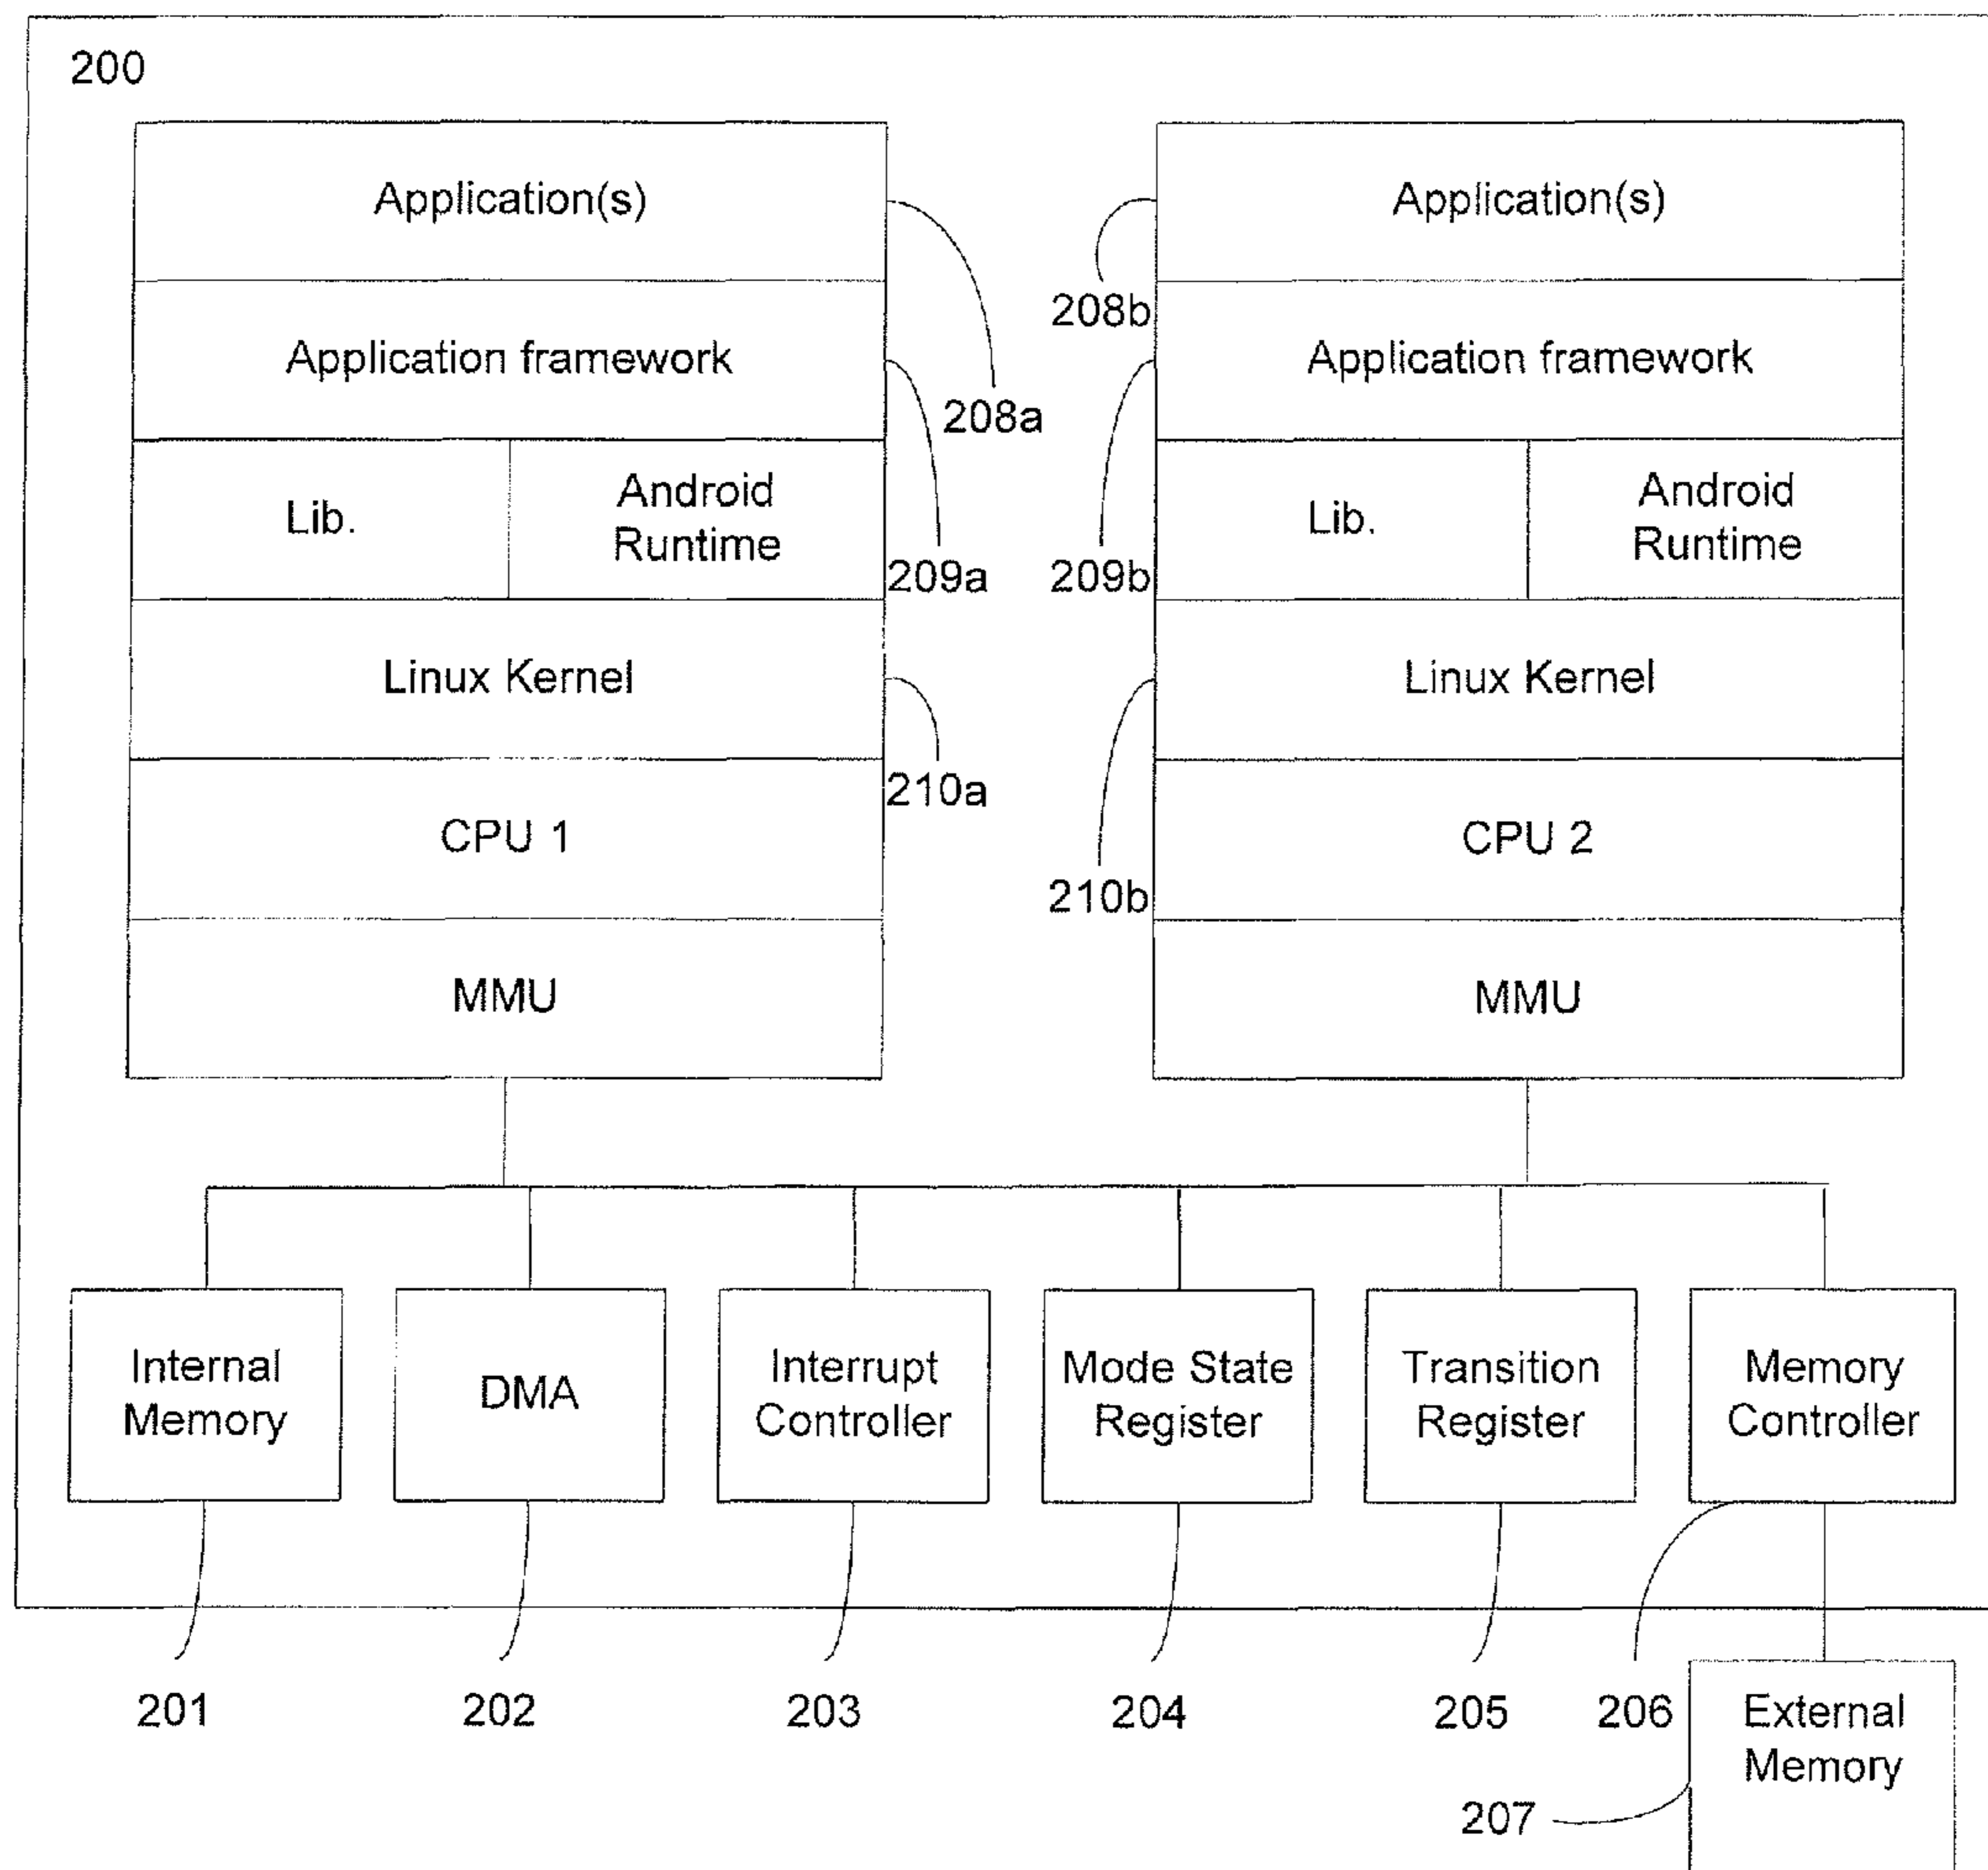 200
Application(s)
Application(s)
208b
Application framework
Application framework
208a
Lib.
Android
Runtime
Lib.
Android
Runtime
209a
209b
Linux Kernel
Linux Kernel
210a
CPU 1
CPU 2
210b
MMU
MMU
Internal
Memory
DMA
Interrupt
Controller
Mode State
Register
Transition
Register
Memory
Controller
201
202
203
204
205
206
External
Memory
207